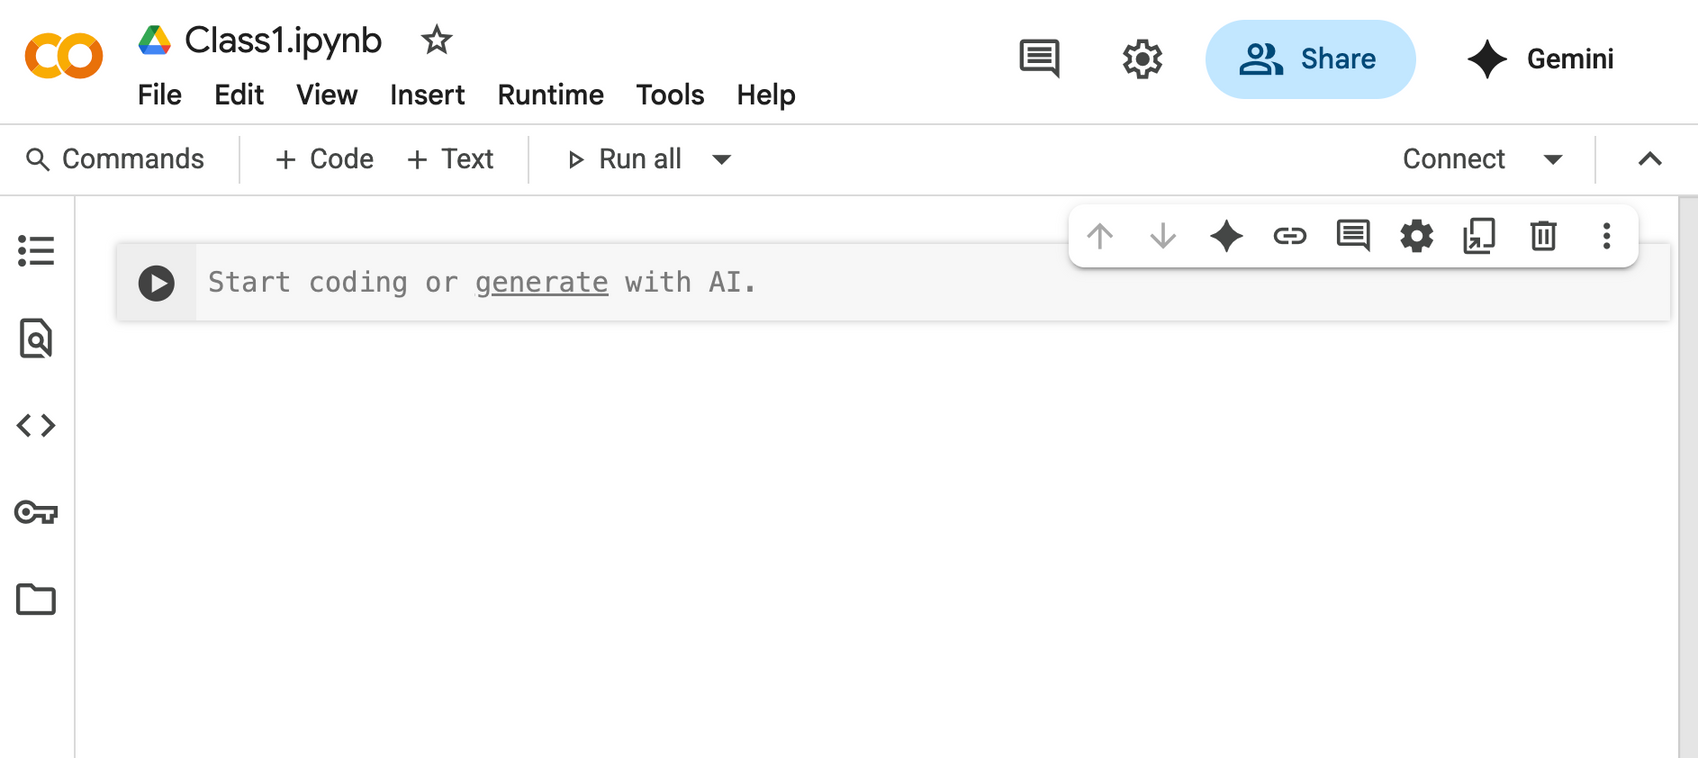 Class1.ipynb
File Edit View Insert Runtime Tools Help
Share
Gemini
Commands + Code + Text Run all Connect
Start coding or generate with AI.